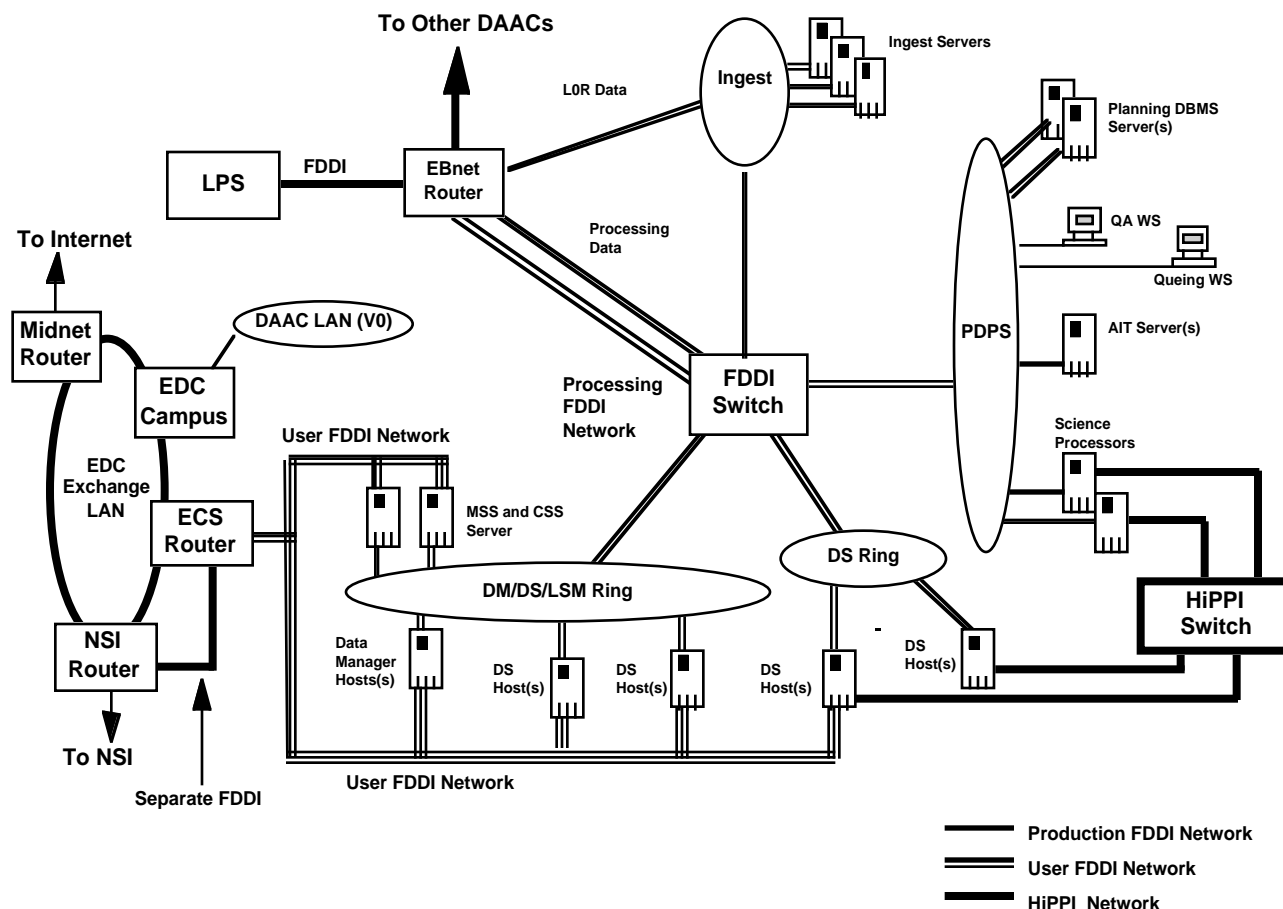 To Other DAACs
Ingest Servers
Ingest
L0R Data
Planning DBMS
Server(s)
LPS
FDDI
EBnet
Router
QA WS
Queing WS
Processing
Data
To Internet
Midnet
Router
DAAC LAN (V0)
AIT Server(s)
PDPS
EDC
Campus
FDDI
Switch
Processing
FDDI
Network
Science
Processors
User FDDI Network
EDC
Exchange
LAN
ECS
Router
MSS and CSS
Server
DS Ring
DM/DS/LSM Ring
HiPPI
Switch
NSI
Router
Data
Manager
Hosts(s)
DS
Host(s)
DS
Host(s)
DS
Host(s)
DS
Host(s)
To NSI
User FDDI Network
Separate FDDI
Production FDDI Network
User FDDI Network
HiPPI Network